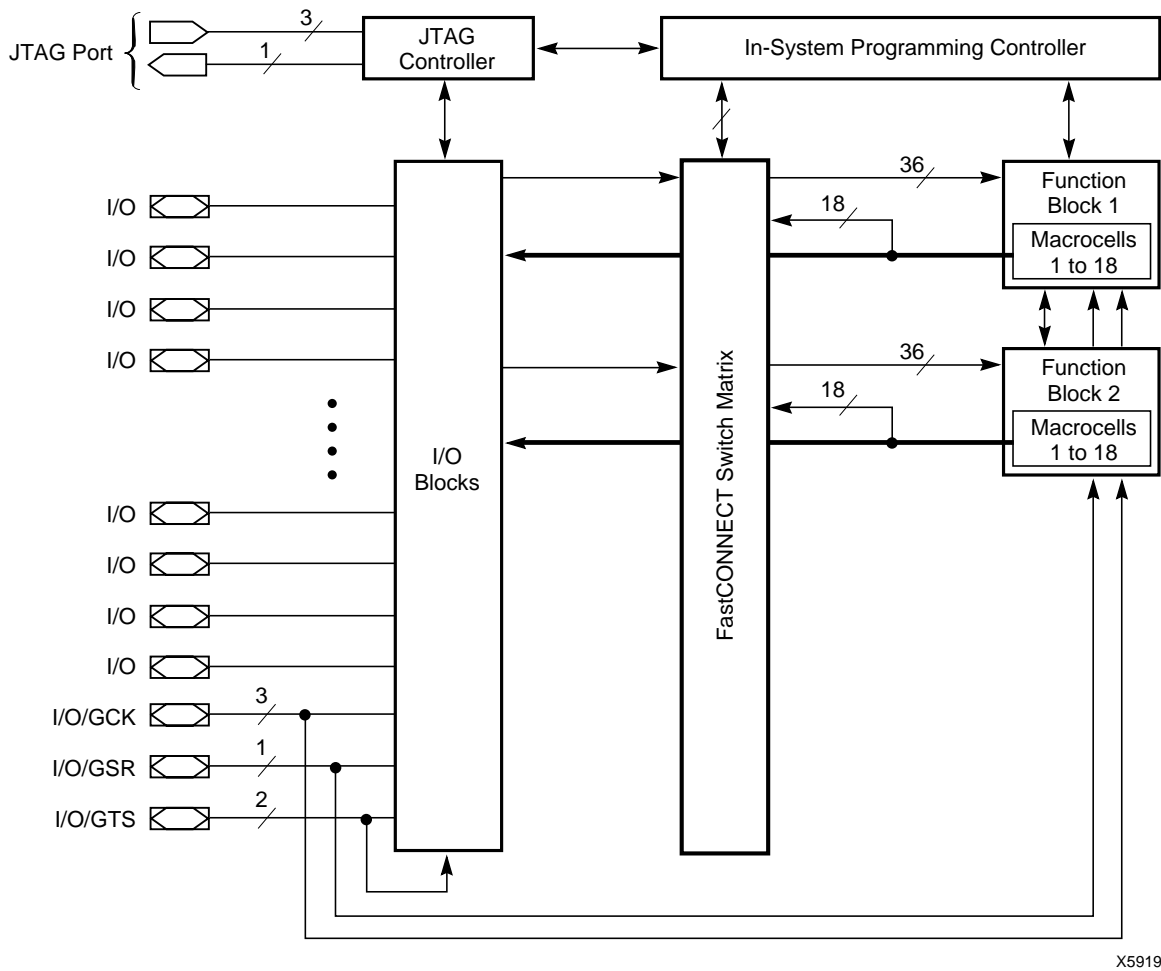 JTAG Port
3
1
JTAG
Controller
In-System Programming Controller
I/O
I/O
I/O
I/O
I/O
I/O
I/O
I/O
I/O/GCK
3
I/O/GSR
1
I/O/GTS
2
I/O
Blocks
FastCONNECT Switch Matrix
36
18
Function
Block 1
Macrocells
1 to 18
36
18
Function
Block 2
Macrocells
1 to 18
X5919